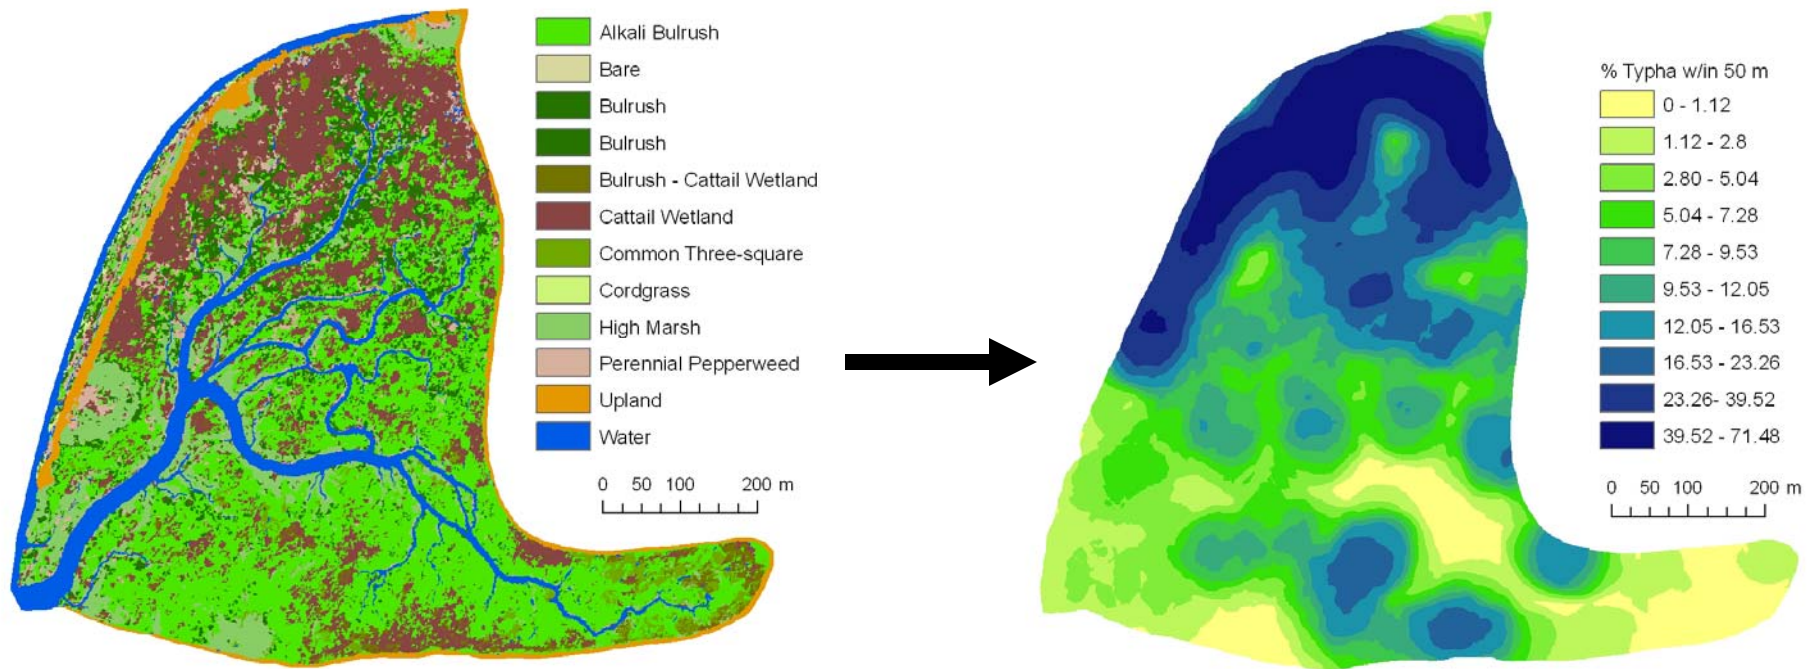 Alkali Bulrush
Bare
Bulrush
Bulrush
Bulrush - Cattail Wetland
Cattail Wetland
Common Three-square
Cordgrass
High Marsh
Perennial Pepperweed
Upland
Water
0 50 100 200 m
% Typha w/in 50 m
0 - 1.12
1.12 - 2.8
2.80 - 5.04
5.04 - 7.28
7.28 - 9.53
9.53 - 12.05
12.05 - 16.53
16.53 - 23.26
23.26- 39.52
39.52 - 71.48
0 50 100 200 m